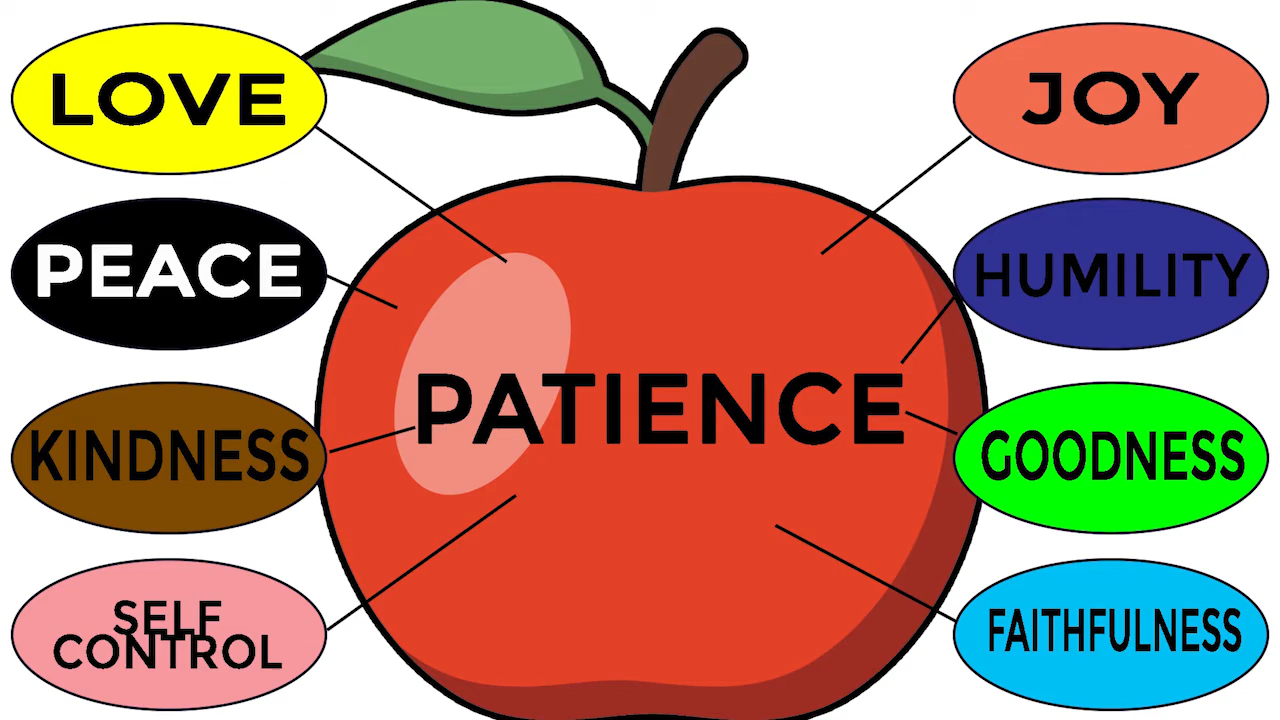 LOVE
JOY
PEACE
HUMILITY
PATIENCE
KINDNESS
GOODNESS
SELF
CONTROL
FAITHFULNESS